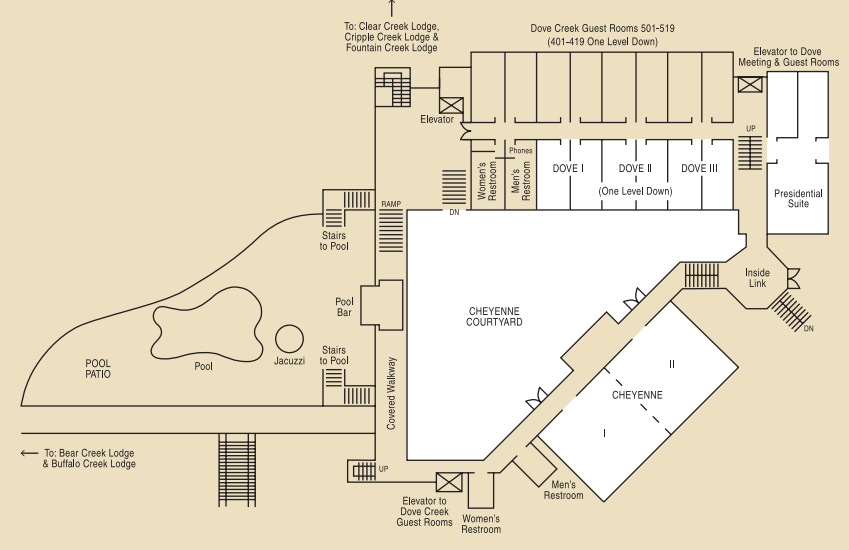 To: Clear Creek Lodge,
Cripple Creek Lodge &
Fountain Creek Lodge
Dove Creek Guest Rooms 501-519
(401-419 One Level Down)
Elevator to Dove
Meeting & Guest Rooms
Elevator
UP
Phones
Women's
Restroom
Men's
Restroom
DOVE I
DOVE II
DOVE III
(One Level Down)
Presidential
Suite
RAMP
DN
Stairs
to Pool
Inside
Link
DN
Pool
Bar
CHEYENNE
COURTYARD
POOL
PATIO
Pool
Jacuzzi
Stairs
to Pool
Covered Walkway
II
CHEYENNE
I
To: Bear Creek Lodge
& Buffalo Creek Lodge
UP
Elevator to
Dove Creek
Guest Rooms
Women's
Restroom
Men's
Restroom